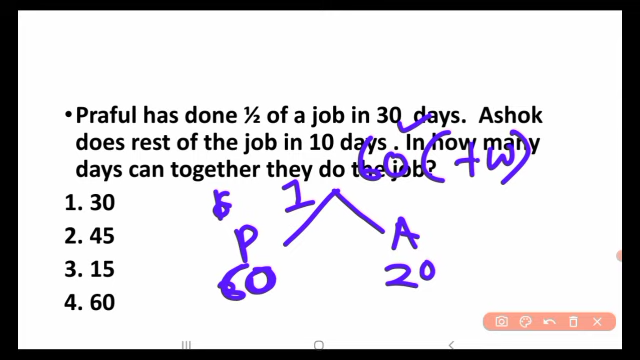 • Praful has done ½ of a job in 30 days. Ashok
does rest of the job in 10 days . In how many
days can together they do the job?
60 (TW)
1. 30
1
2. 45
P
A
3. 15
60
20
4. 60